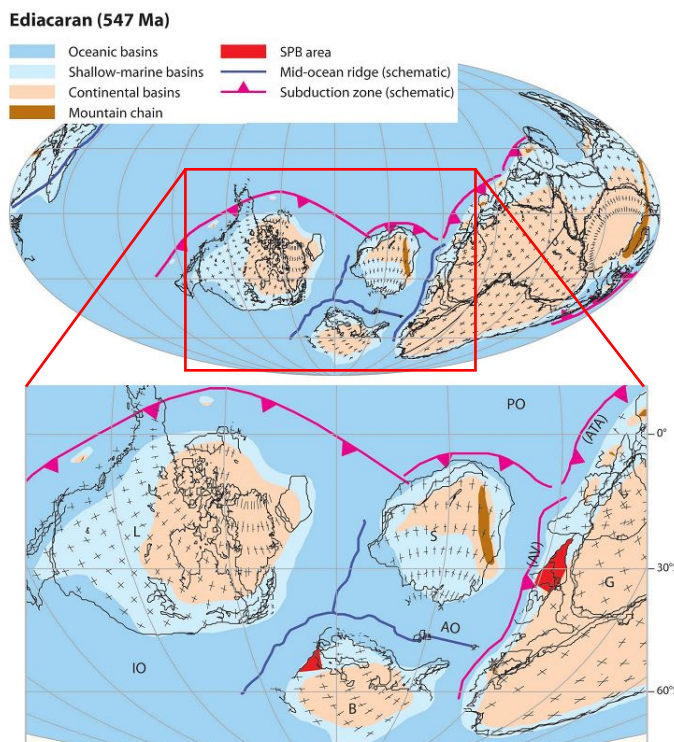 Ediacaran (547 Ma)
Oceanic basins
SPB area
Shallow-marine basins
Mid-ocean ridge (schematic)
Continental basins
Subduction zone (schematic)
Mountain chain
PO
(ATA)
0°
L
S
(AV)
30°
G
AO
IO
60°
B